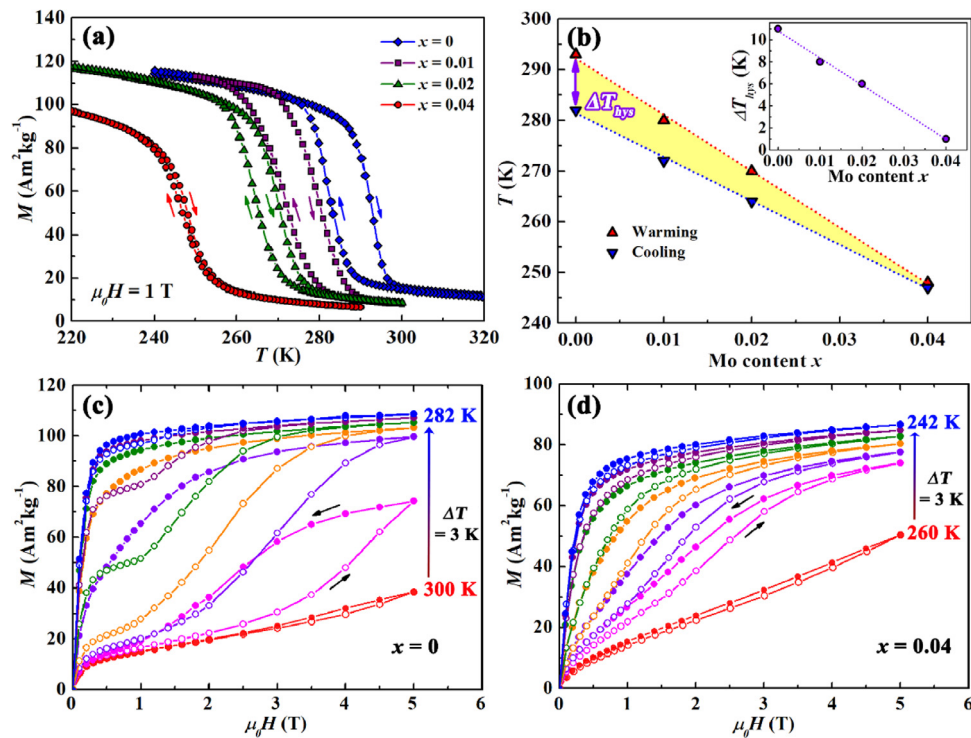 (a)
x = 0
x = 0.01
x = 0.02
x = 0.04
μ₀H = 1 T
M (Am²kg⁻¹)
120
100
80
60
40
20
0
220 240 260 280 300 320
T (K)
(b)
ΔT_hys
Warming
Cooling
T (K)
300
290
280
270
260
250
240
0.00 0.01 0.02 0.03 0.04
Mo content x
ΔT_hys (K)
10
8
6
4
2
0
0.00 0.01 0.02 0.03 0.04
Mo content x
(c)
282 K
ΔT
= 3 K
300 K
x = 0
M (Am²kg⁻¹)
120
100
80
60
40
20
0
0 1 2 3 4 5 6
μ₀H (T)
(d)
242 K
ΔT
= 3 K
260 K
x = 0.04
M (Am²kg⁻¹)
100
80
60
40
20
0
0 1 2 3 4 5 6
μ₀H (T)